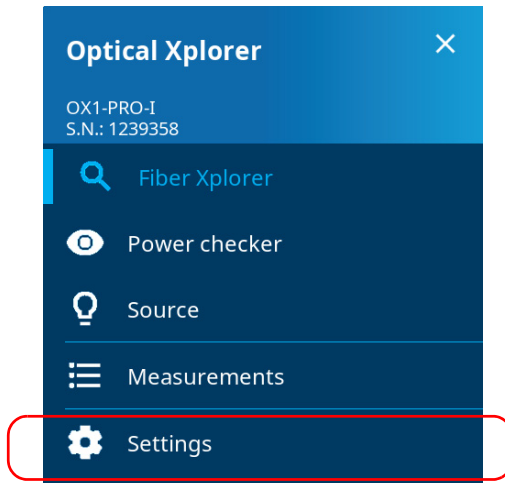 Optical Xplorer
OX1-PRO-I
S.N.: 1239358
Fiber Xplorer
Power checker
Source
Measurements
Settings